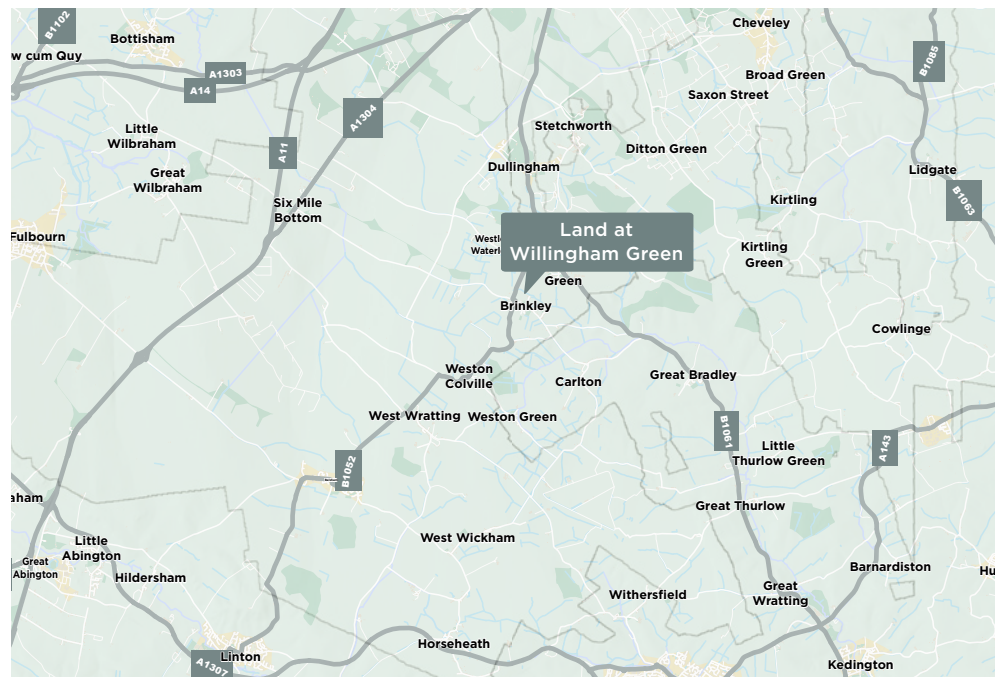 B1102
Bottisham
w cum Quy
A1303
A14
Cheveley
B1085
Broad Green
Saxon Street
A1304
Stetchworth
Little
Wilbraham
A11
Ditton Green
Dullingham
Great
Wilbraham
Lidgate
B1063
Six Mile
Bottom
Kirtling
Fulbourn
Westl
Waterl
Land at
Willingham Green
Kirtling
Green
Green
Brinkley
Cowlinge
Weston
Colville
Carlton
Great Bradley
West Wratting
Weston Green
B1061
A143
Little
Thurlow Green
B1052
aham
Great Thurlow
Little
Abington
West Wickham
Great
Abington
Hildersham
Barnardiston
Hu
Withersfield
Great
Wratting
Horseheath
Linton
A1307
Kedington